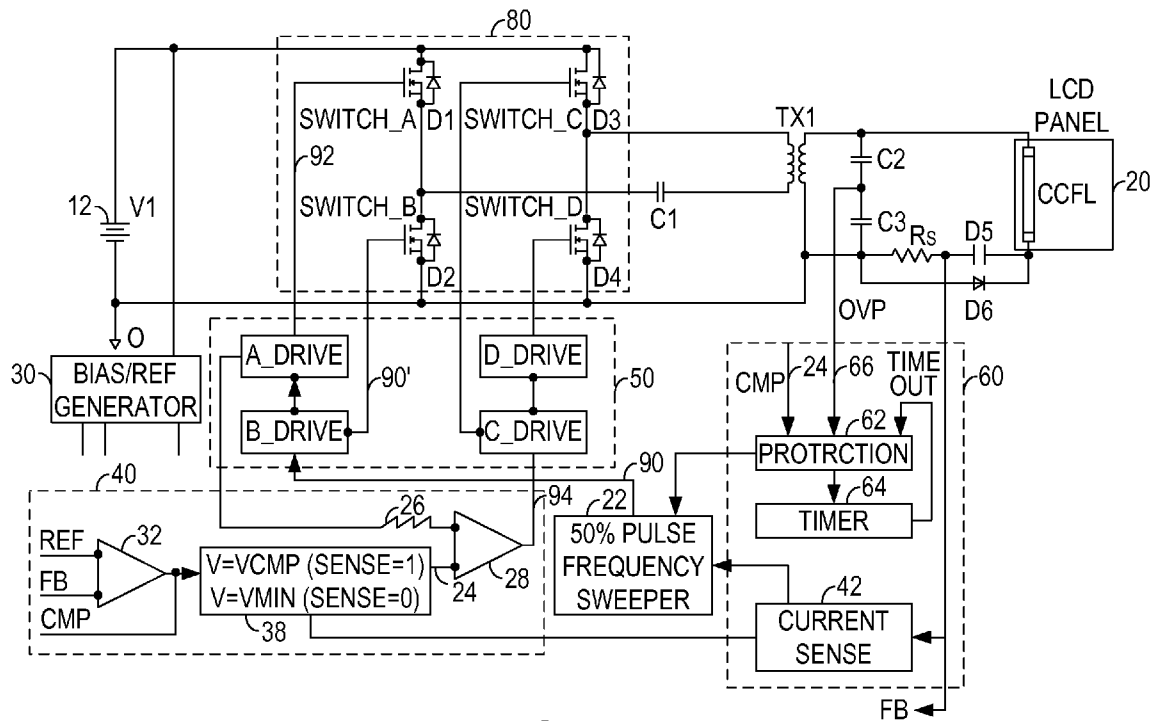 80
LCD
PANEL
TX1
SWITCH_A D1
SWITCH_C D3
92
C2
20
12 V1
SWITCH_B
SWITCH_D
C1
C3
CCFL
RS
D5
D2
D4
OVP
D6
O
A_DRIVE
D_DRIVE
TIME
OUT
30
BIAS/REF
GENERATOR
90'
50
CMP
24
66
60
B_DRIVE
C_DRIVE
62
PROTRCTION
90
40
94
22
64
TIMER
26
REF
32
50% PULSE
FREQUENCY
SWEEPER
FB
V=VCMP (SENSE=1)
V=VMIN (SENSE=0)
24
28
42
CMP
38
CURRENT
SENSE
FB